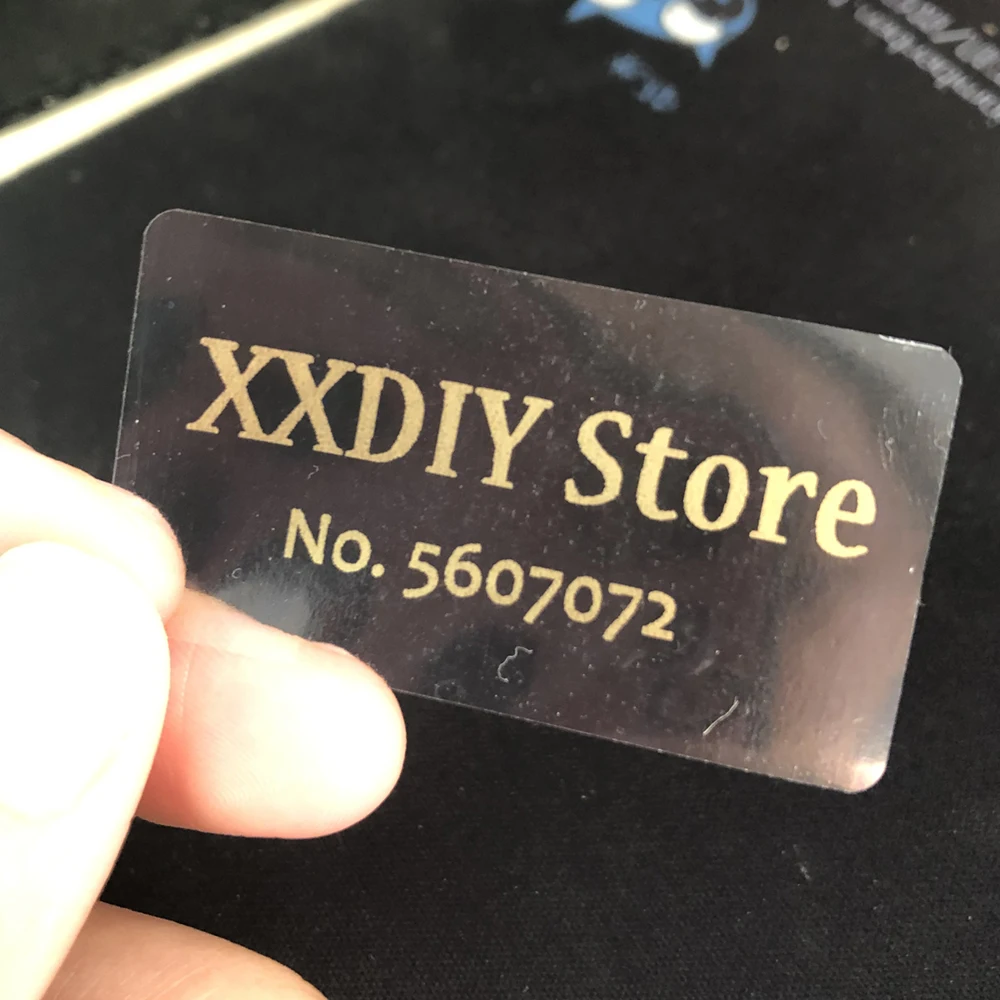 XXDIY Store
No. 5607072